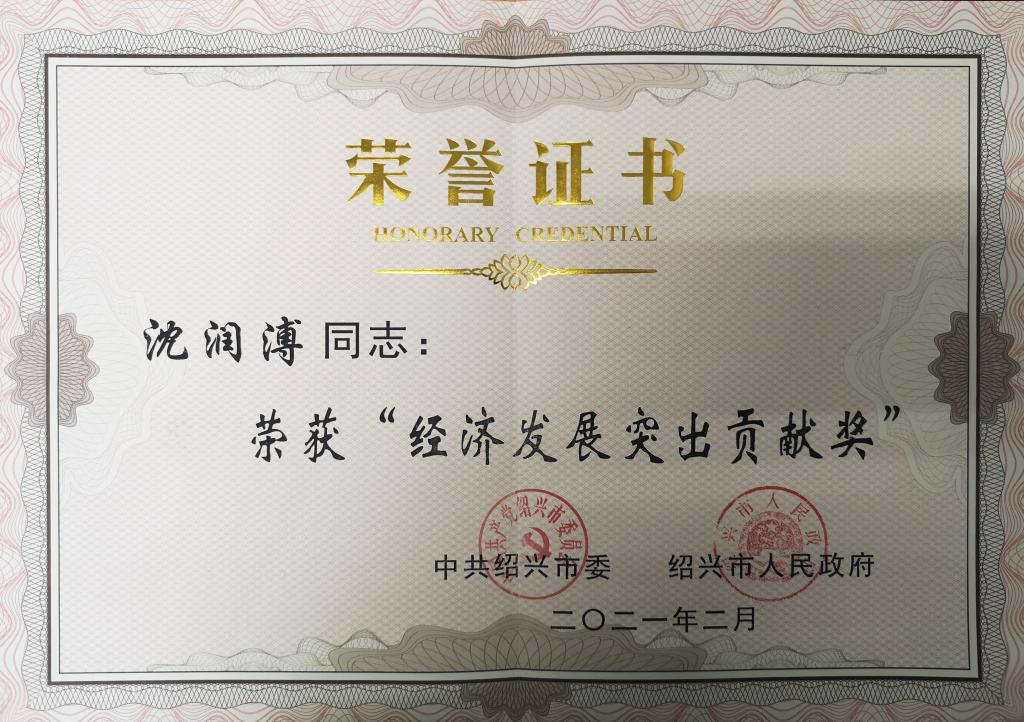 荣誉证书
HONORARY CREDENTIAL
沈润溥同志：
荣获“经济发展突出贡献奖”
中共绍兴市委 绍兴市人民政府
二〇二一年二月